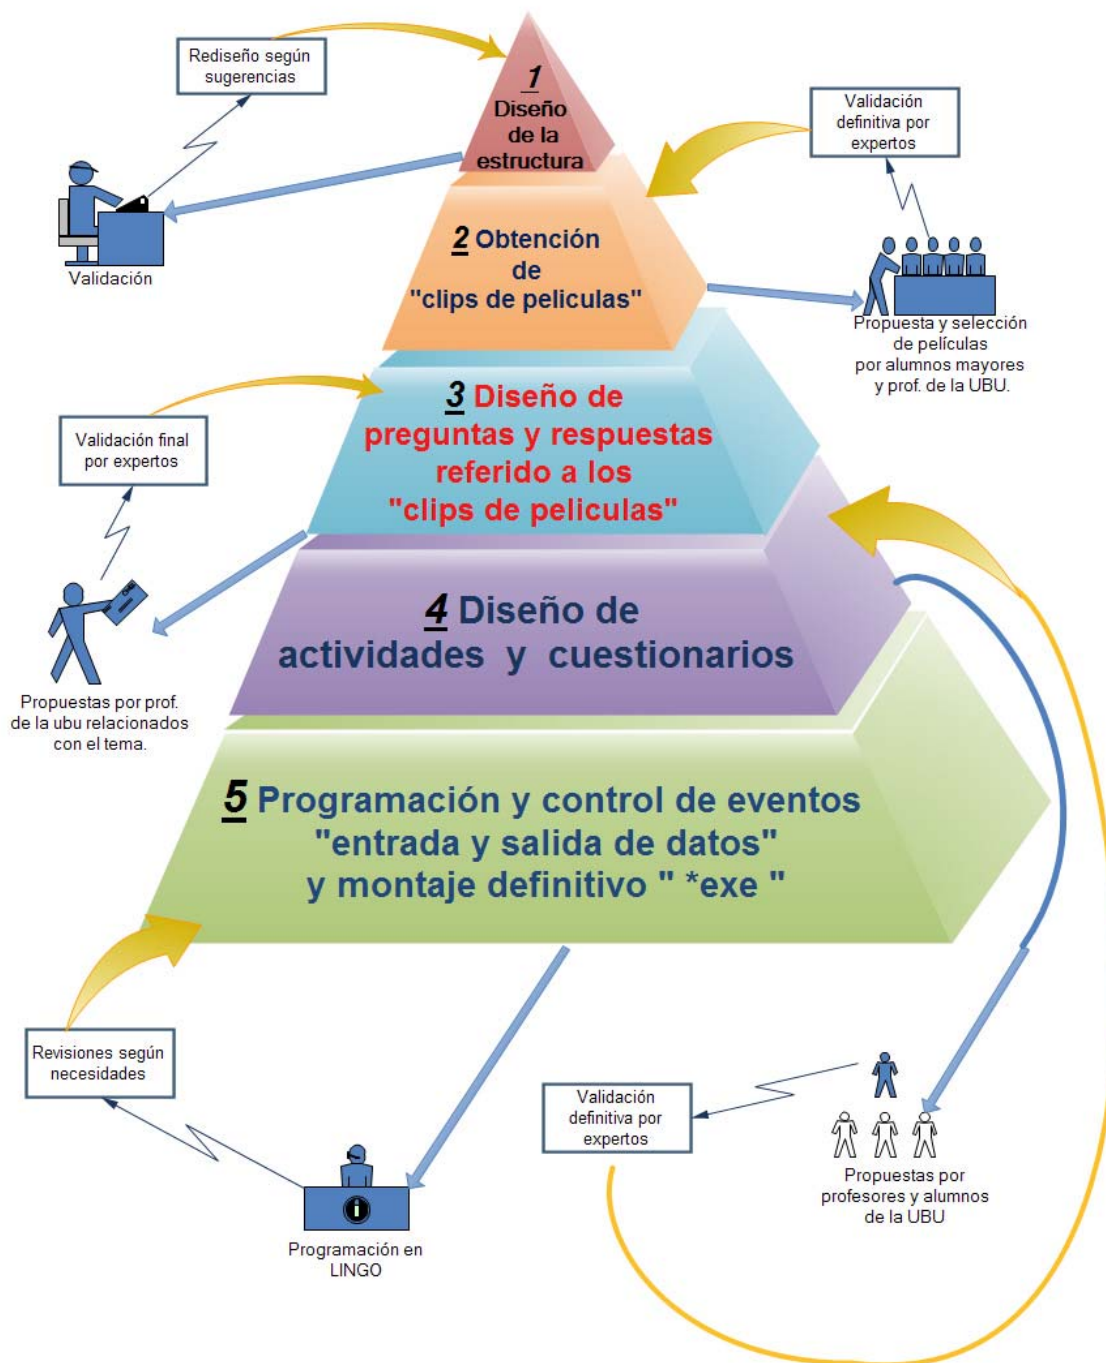 Rediseño según
sugerencias
1
Diseño
de la
estructura
Validación
definitiva por
expertos
Validación
2 Obtención
de
"clips de peliculas"
Propuesta y selección
de películas
por alumnos mayores
y prof. de la UBU.
3 Diseño de
preguntas y respuestas
referido a los
"clips de peliculas"
Validación final
por expertos
Propuestas por prof.
de la ubu relacionados
con el tema.
4 Diseño de
actividades y cuestionarios
5 Programación y control de eventos
"entrada y salida de datos"
y montaje definitivo " *exe "
Revisiones según
necesidades
Validación
definitiva por
expertos
Propuestas por
profesores y alumnos
de la UBU
i
Programación en
LINGO